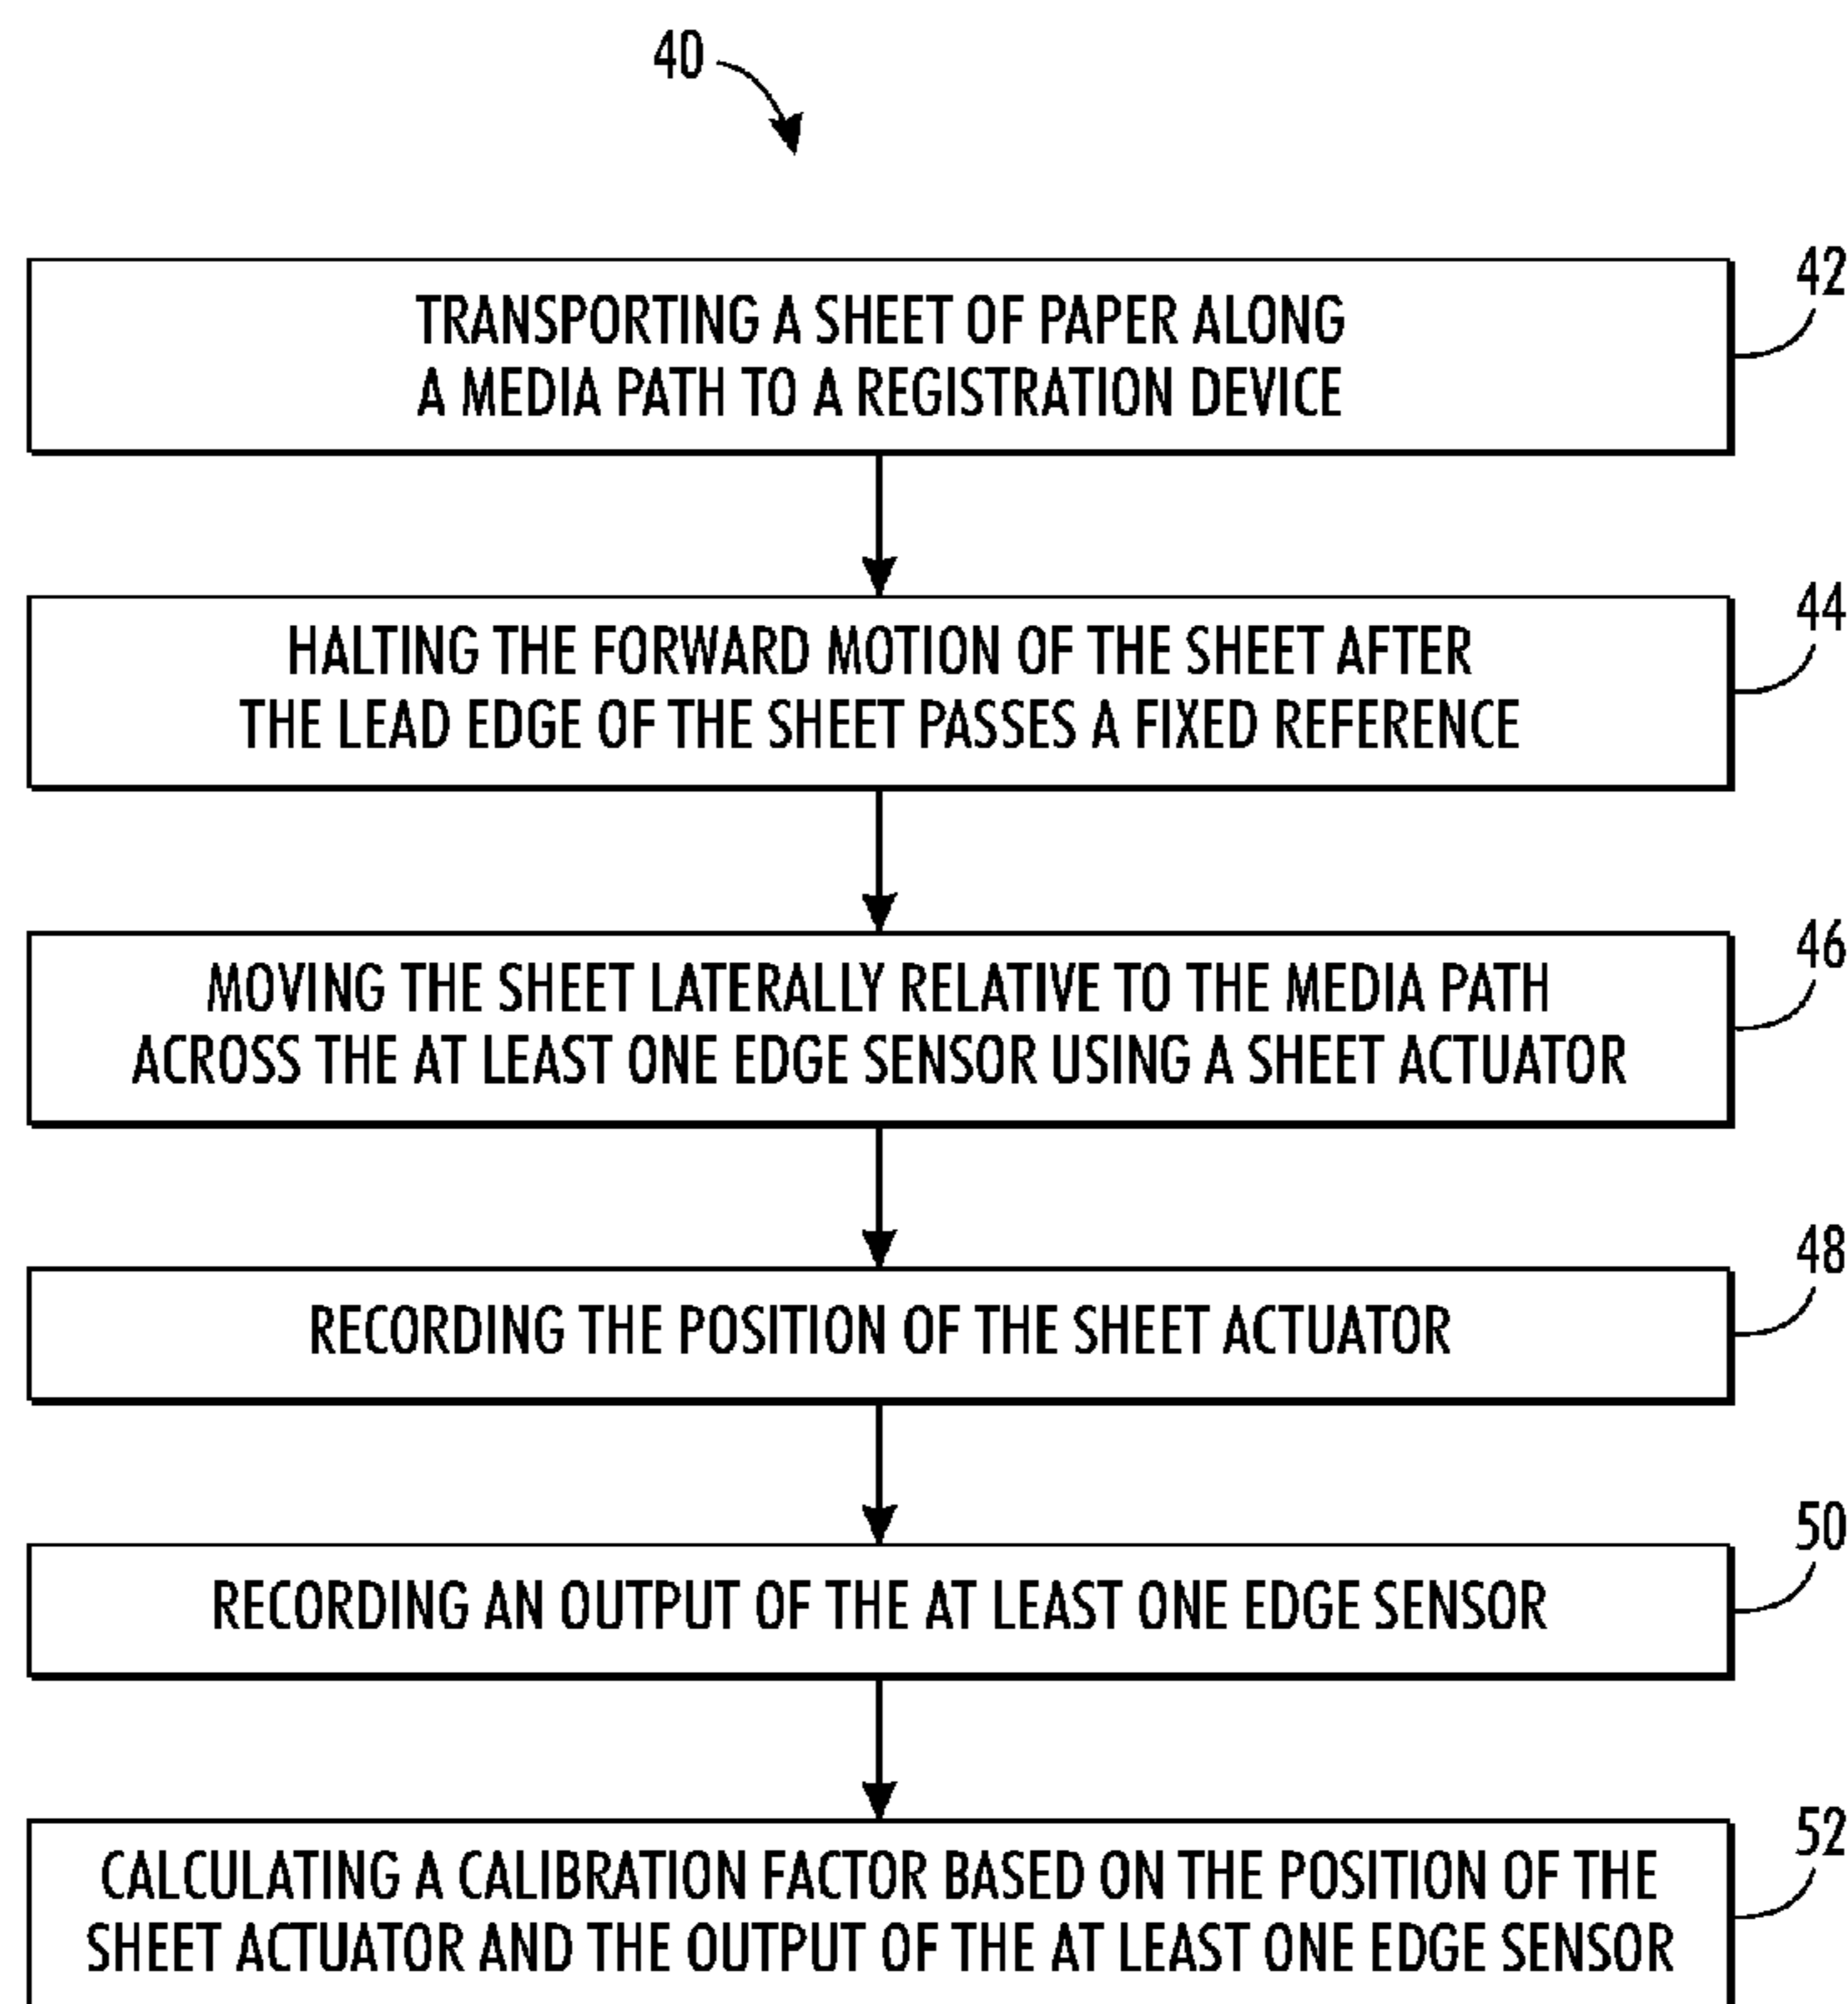 40
42
TRANSPORTING A SHEET OF PAPER ALONG
A MEDIA PATH TO A REGISTRATION DEVICE
44
HALTING THE FORWARD MOTION OF THE SHEET AFTER
THE LEAD EDGE OF THE SHEET PASSES A FIXED REFERENCE
46
MOVING THE SHEET LATERALLY RELATIVE TO THE MEDIA PATH
ACROSS THE AT LEAST ONE EDGE SENSOR USING A SHEET ACTUATOR
48
RECORDING THE POSITION OF THE SHEET ACTUATOR
50
RECORDING AN OUTPUT OF THE AT LEAST ONE EDGE SENSOR
52
CALCULATING A CALIBRATION FACTOR BASED ON THE POSITION OF THE
SHEET ACTUATOR AND THE OUTPUT OF THE AT LEAST ONE EDGE SENSOR